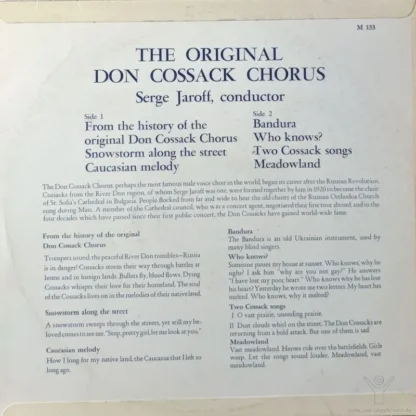 M 155
THE ORIGINAL
DON COSSACK CHORUS
Serge Jaroff, conductor
Side 1
From the history of the
original Don Cossack Chorus
Snowstorm along the street
Caucasian melody
Side 2
Bandura
Who knows?
Two Cossack songs
Meadowland
The Don Cossack Chorus, perhaps the most famous male voice choir in the world, began its career after the Russian Revolution.
Cossacks from the River Don region, of whom Serge Jaroff was one, were formed together by him in 1920 to become the choir
of St. Sofia's Cathedral in Bulgaria. People flocked from far and wide to hear the old chants of the Russian Orthodox Church
sung during Mass. A member of the Cathedral council, who is a concert agent, negotiated their first tour abroad, and in the
four decades which have passed since their first public concert, the Don Cossacks have gained world-wide fame.
From the history of the original
Don Cossack Chorus
Trumpets sound, the peaceful River Don trembles—Russia
is in danger! Cossacks stream their way through battles at
home and in foreign lands. Bullets fly, blood flows. Dying
Cossacks whisper their love for their homeland. The soul
of the Cossacks lives on in the melodies of their native land.
Snowstorm along the street
A snowstorm sweeps through the street, yet still my be-
loved comes to see me. "Stop, pretty girl, let me look at you."
Caucasian melody
How I long for my native land, the Caucasus that I left so
long ago.
Bandura
The Bandura is an old Ukrainian instrument, used by
many blind singers.
Who knows?
Someone passes my house at sunset. Who knows, why he
sighs? I ask him "why are you not gay?" He answers
"I have lost my poor heart." Who knows why he has lost
his heart? Yesterday he wrote me two letters. My heart has
melted. Who knows, why it melted?
Two Cossack songs
I O vast prairie, unending prairie.
II Dust clouds whirl on the street. The Don Cossacks are
returning from a bold attack. But one of them is sad.
Meadowland
Vast meadowland. Heroes ride over the battlefields. Girls
weep. Let the songs sound louder. Meadowland, vast
meadowland.